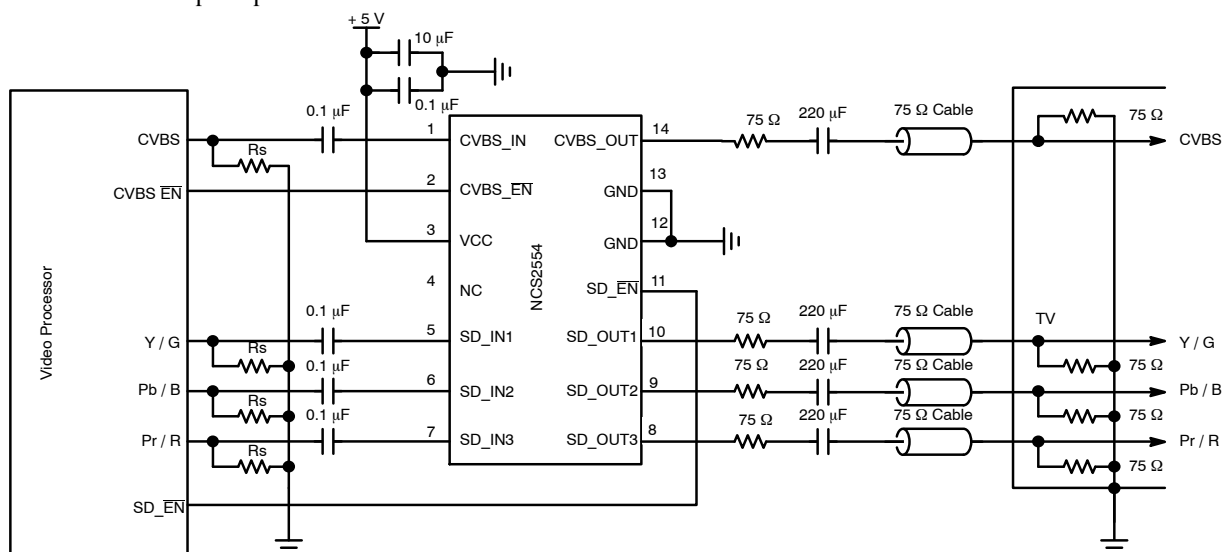 + 5 V
10 μF
0.1 μF
0.1 μF
75 Ω
220 μF
75 Ω Cable
75 Ω
CVBS
Rs
1
CVBS_IN
CVBS_OUT
14
CVBS
CVBS EN
2
CVBS_EN
GND
13
3
VCC
GND
12
4
NC
SD_EN
11
NCS2554
Video Processor
0.1 μF
75 Ω
220 μF
75 Ω Cable
TV
Y / G
Rs
5
SD_IN1
SD_OUT1
10
Y / G
0.1 μF
75 Ω
220 μF
75 Ω Cable
75 Ω
Pb / B
Rs
6
SD_IN2
SD_OUT2
9
Pb / B
0.1 μF
75 Ω
220 μF
75 Ω Cable
75 Ω
Pr / R
Rs
7
SD_IN3
SD_OUT3
8
Pr / R
75 Ω
SD_EN